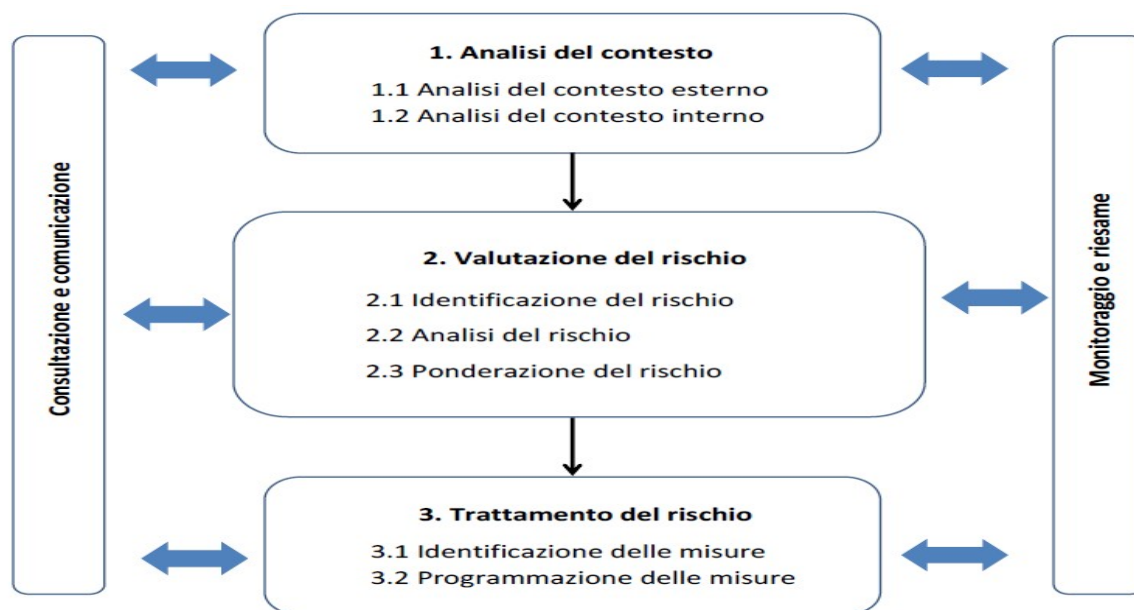 Consultazione e comunicazione
1. Analisi del contesto
1.1 Analisi del contesto esterno
1.2 Analisi del contesto interno
2. Valutazione del rischio
2.1 Identificazione del rischio
2.2 Analisi del rischio
2.3 Ponderazione del rischio
3. Trattamento del rischio
3.1 Identificazione delle misure
3.2 Programmazione delle misure
Monitoraggio e riesame